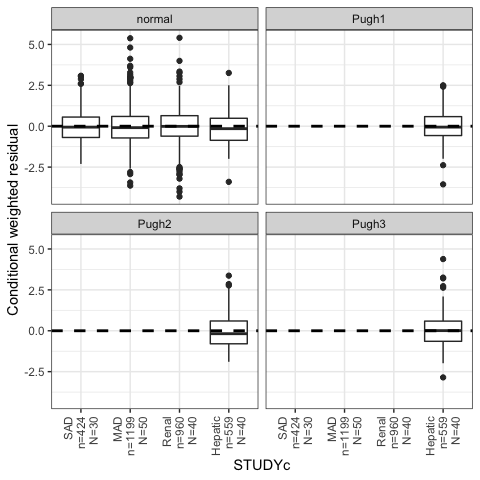 normal
Pugh1
5.0
2.5
0.0
-2.5
Pugh2
Pugh3
5.0
2.5
0.0
-2.5
Conditional weighted residual
SAD
n=424
N=30
MAD
n=1199
N=50
Renal
n=960
N=40
Hepatic
n=559
N=40
SAD
n=424
N=30
MAD
n=1199
N=50
Renal
n=960
N=40
Hepatic
n=559
N=40
STUDYc